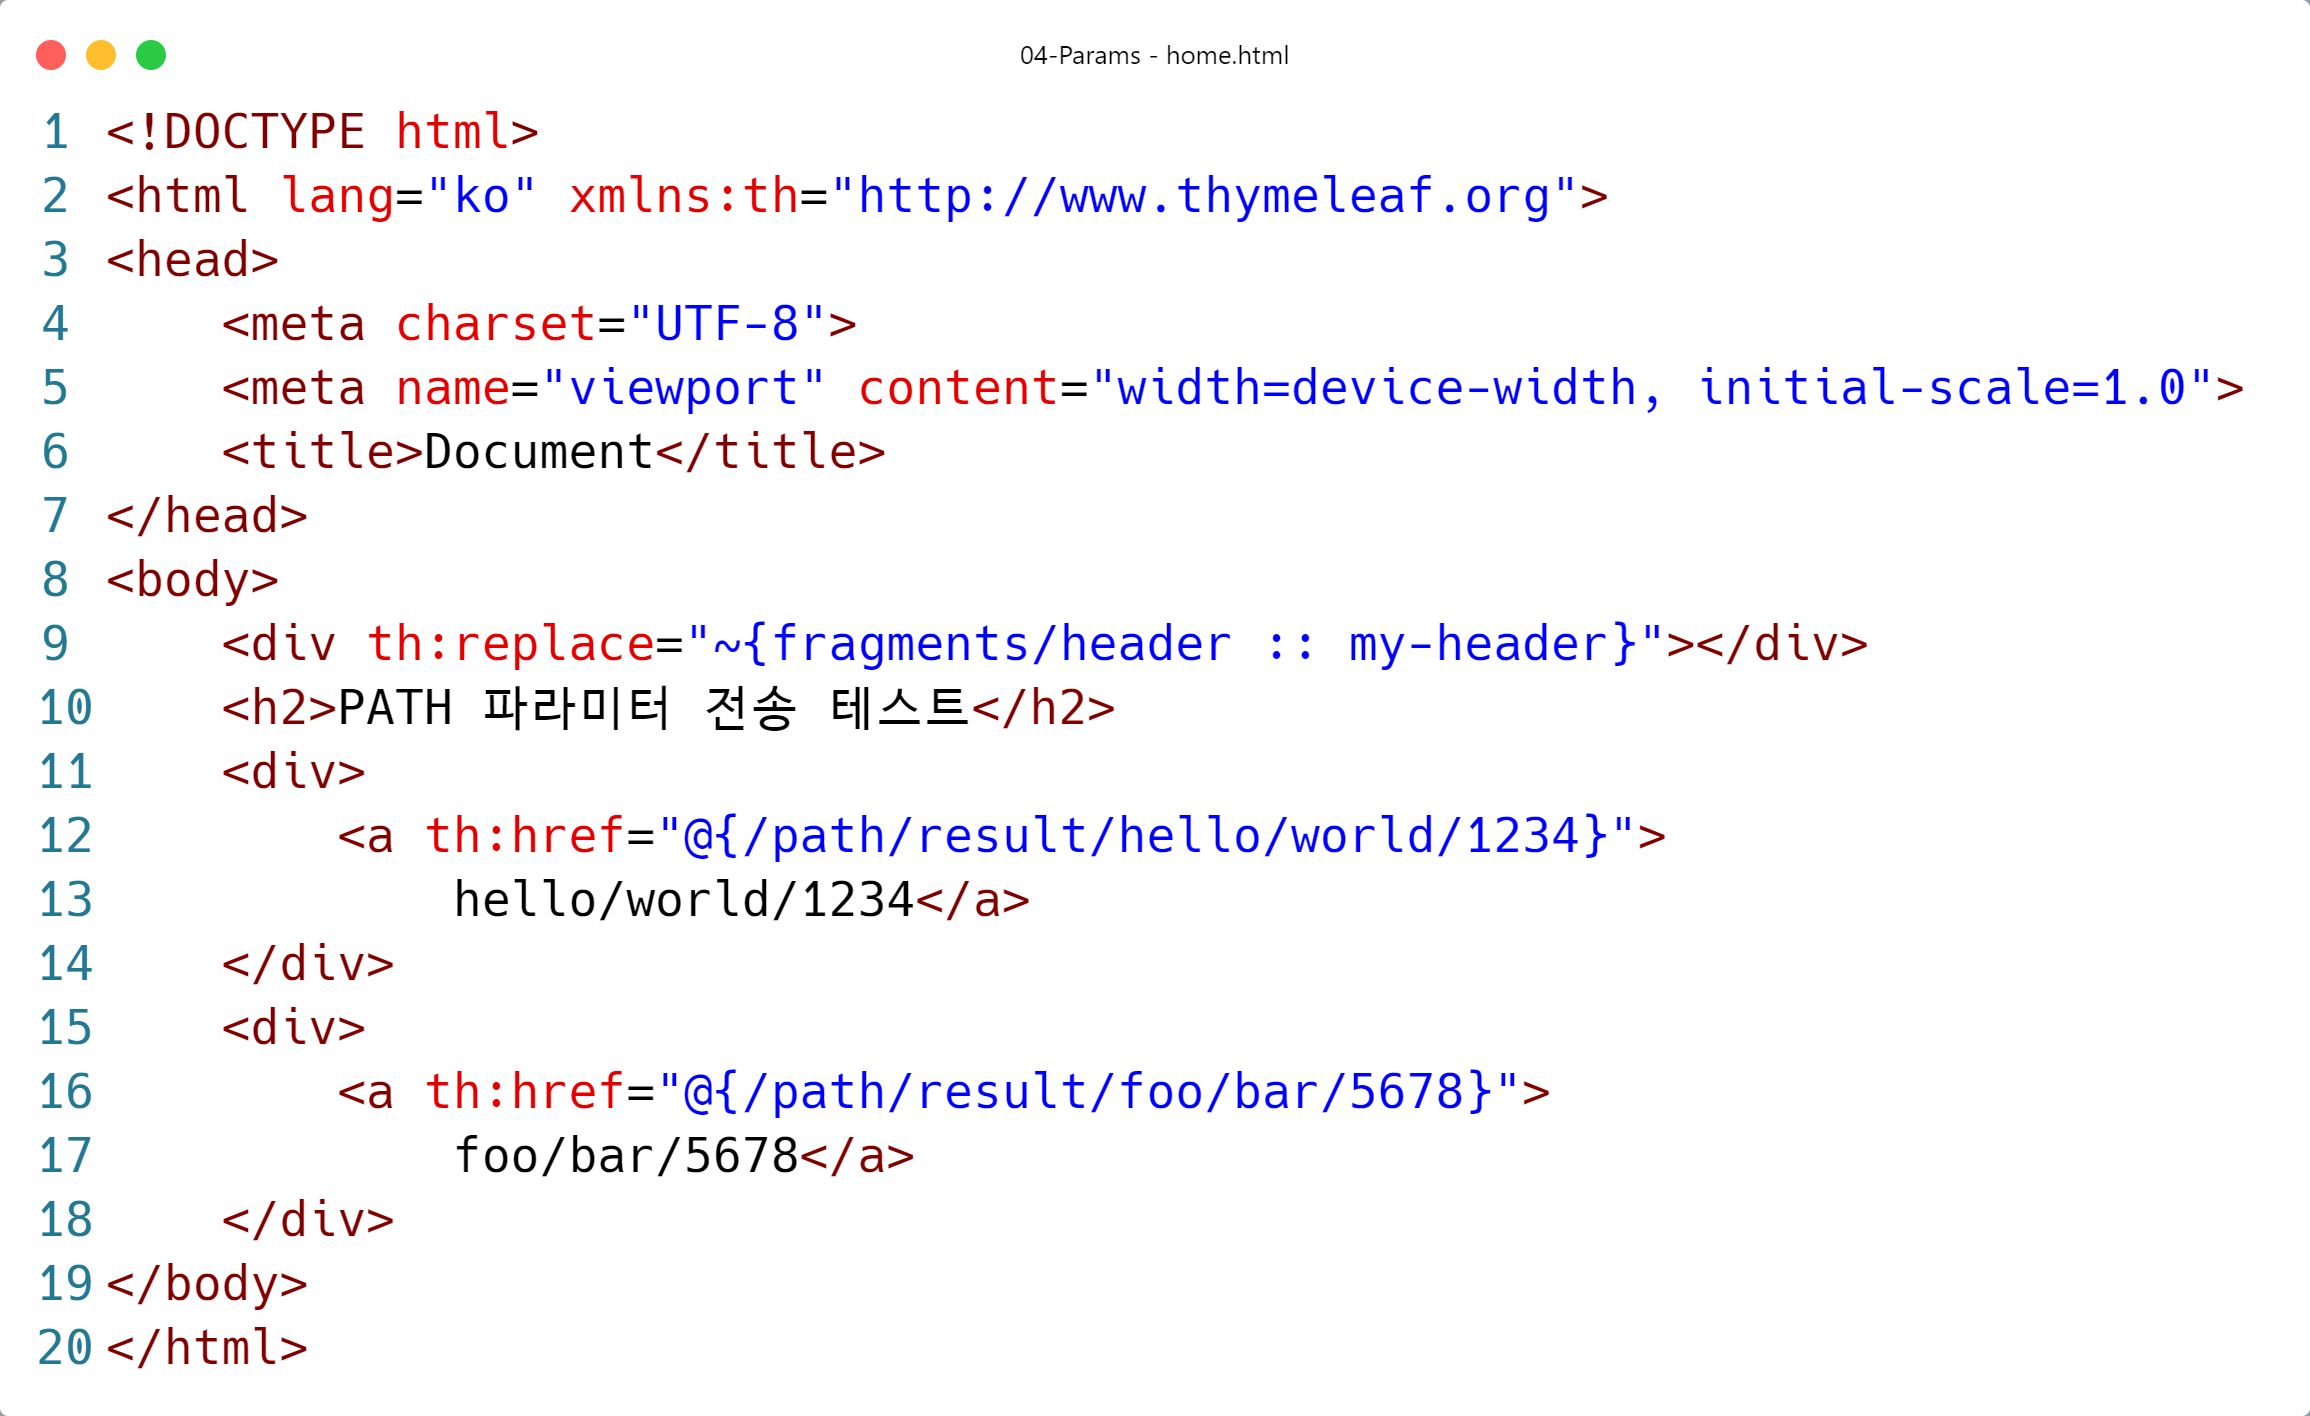 04-Params - home.html
1 <!DOCTYPE html>
2 <html lang="ko" xmlns:th="http://www.thymeleaf.org">
3 <head>
4     <meta charset="UTF-8">
5     <meta name="viewport" content="width=device-width, initial-scale=1.0">
6     <title>Document</title>
7 </head>
8 <body>
9     <div th:replace="~{fragments/header :: my-header}"></div>
10     <h2>PATH 파라미터 전송 테스트</h2>
11     <div>
12         <a th:href="@{/path/result/hello/world/1234}">
13             hello/world/1234</a>
14     </div>
15     <div>
16         <a th:href="@{/path/result/foo/bar/5678}">
17             foo/bar/5678</a>
18     </div>
19 </body>
20 </html>